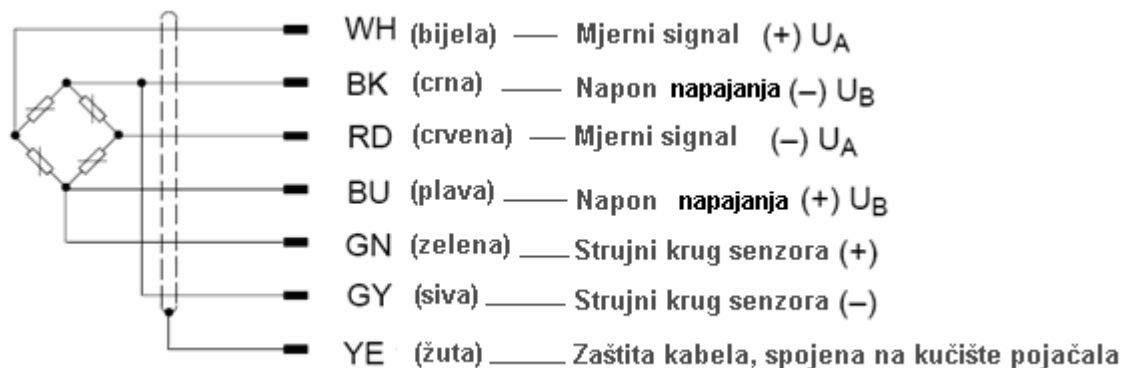 WH (bijela) — Mjerni signal (+) UA
BK (crna) — Napon napajanja (–) UB
RD (crvena) — Mjerni signal (–) UA
BU (plava) — Napon napajanja (+) UB
GN (zelena) — Strujni krug senzora (+)
GY (siva) — Strujni krug senzora (–)
YE (žuta) — Zaštita kabela, spojena na kučište pojačala